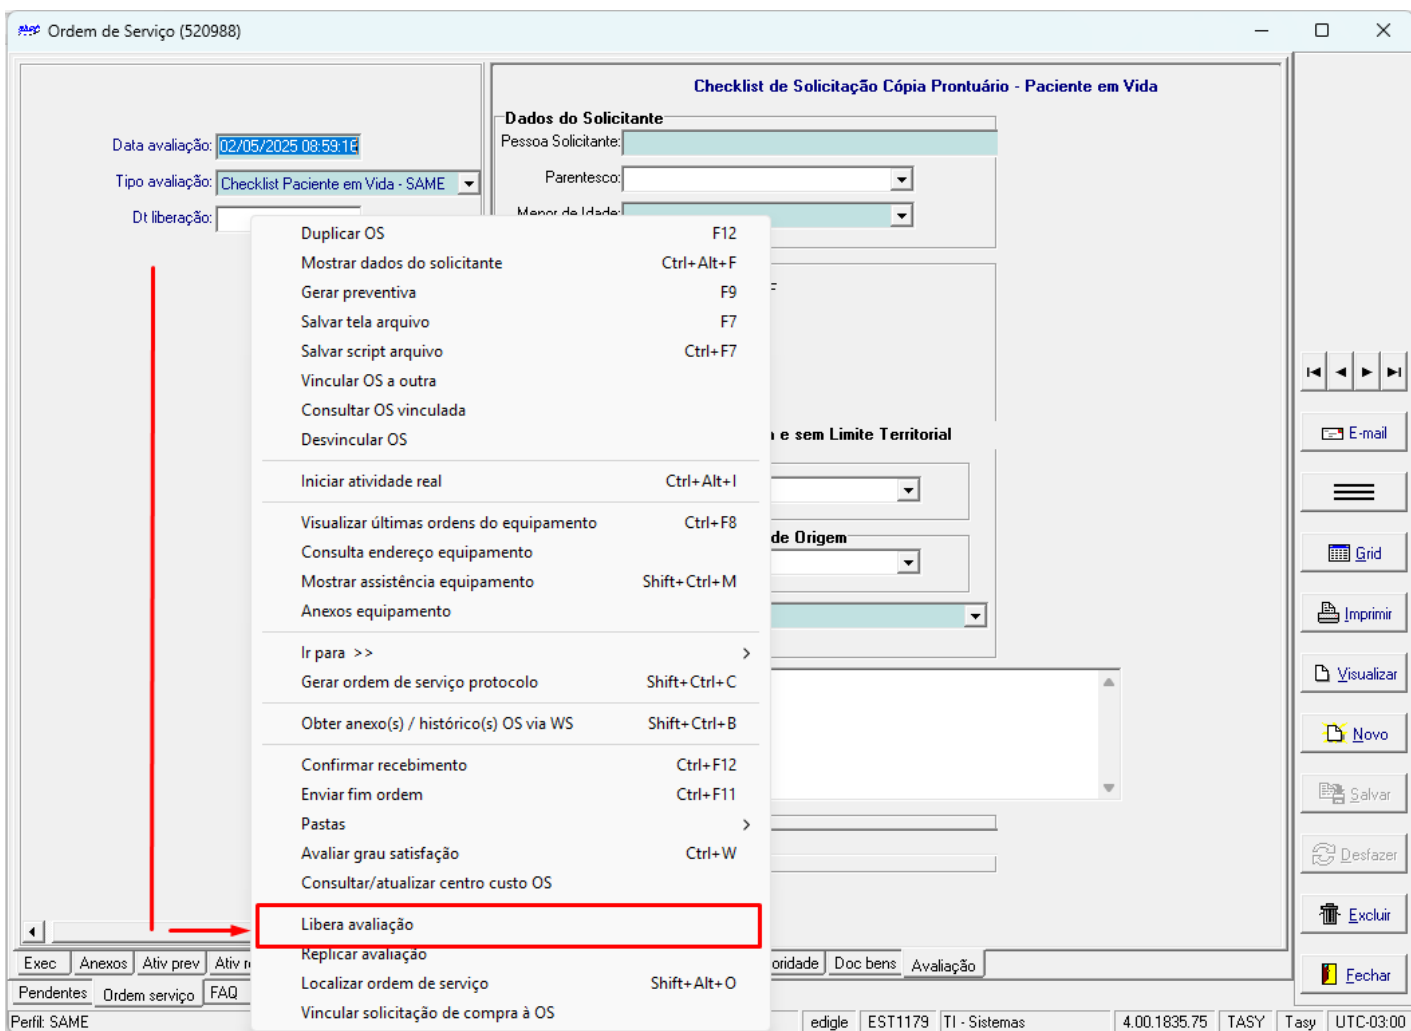 Ordem de Serviço (520988)
Checklist de Solicitação Cópia Prontuário - Paciente em Vida
Dados do Solicitante
Data avaliação: 02/05/2025 08:59:16
Pessoa Solicitante:
Tipo avaliação: Checklist Paciente em Vida - SAME
Parentesco:
Dt liberação:
Menor de Idade:
Duplicar OS F12
Mostrar dados do solicitante Ctrl+Alt+F
Gerar preventiva F9
Salvar tela arquivo F7
Salvar script arquivo Ctrl+F7
Vincular OS a outra
Consultar OS vinculada
Desvincular OS
Iniciar atividade real Ctrl+Alt+I
Visualizar últimas ordens do equipamento Ctrl+F8
Consulta endereço equipamento
Mostrar assistência equipamento Shift+Ctrl+M
Anexos equipamento
Ir para >>
Gerar ordem de serviço protocolo Shift+Ctrl+C
Obter anexo(s) / histórico(s) OS via WS Shift+Ctrl+B
Confirmar recebimento Ctrl+F12
Enviar fim ordem Ctrl+F11
Pastas
Avaliar grau satisfação Ctrl+W
Consultar/atualizar centro custo OS
Libera avaliação
Replicar avaliação
Localizar ordem de serviço Shift+Alt+O
Vincular solicitação de compra à OS
e sem Limite Territorial
de Origem
E-mail
Grid
Imprimir
Visualizar
Novo
Salvar
Desfazer
Excluir
Fechar
Exec Anexos Ativ prev Ativ r oridade Doc bens Avaliação
Pendentes Ordem serviço FAQ
Perfil: SAME edigle EST1179 TI - Sistemas 4.00.1835.75 TASY Tasy UTC-03:00